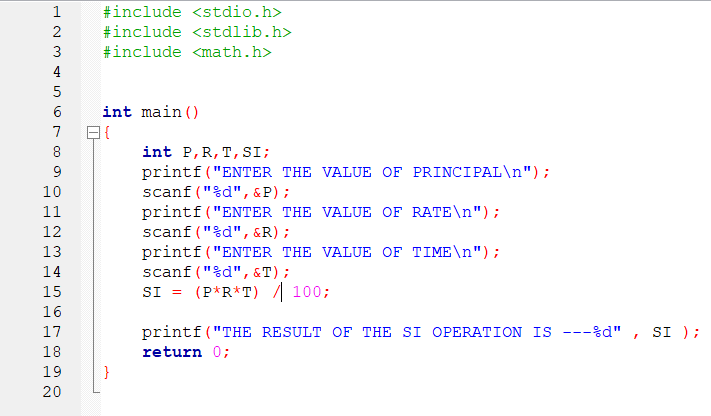 1 #include <stdio.h>
2 #include <stdlib.h>
3 #include <math.h>
4
5
6 int main()
7 {
8 int P,R,T,SI;
9 printf("ENTER THE VALUE OF PRINCIPAL\n");
10 scanf("%d",&P);
11 printf("ENTER THE VALUE OF RATE\n");
12 scanf("%d",&R);
13 printf("ENTER THE VALUE OF TIME\n");
14 scanf("%d",&T);
15 SI = (P*R*T) / 100;
16
17 printf("THE RESULT OF THE SI OPERATION IS ---%d" , SI );
18 return 0;
19 }
20